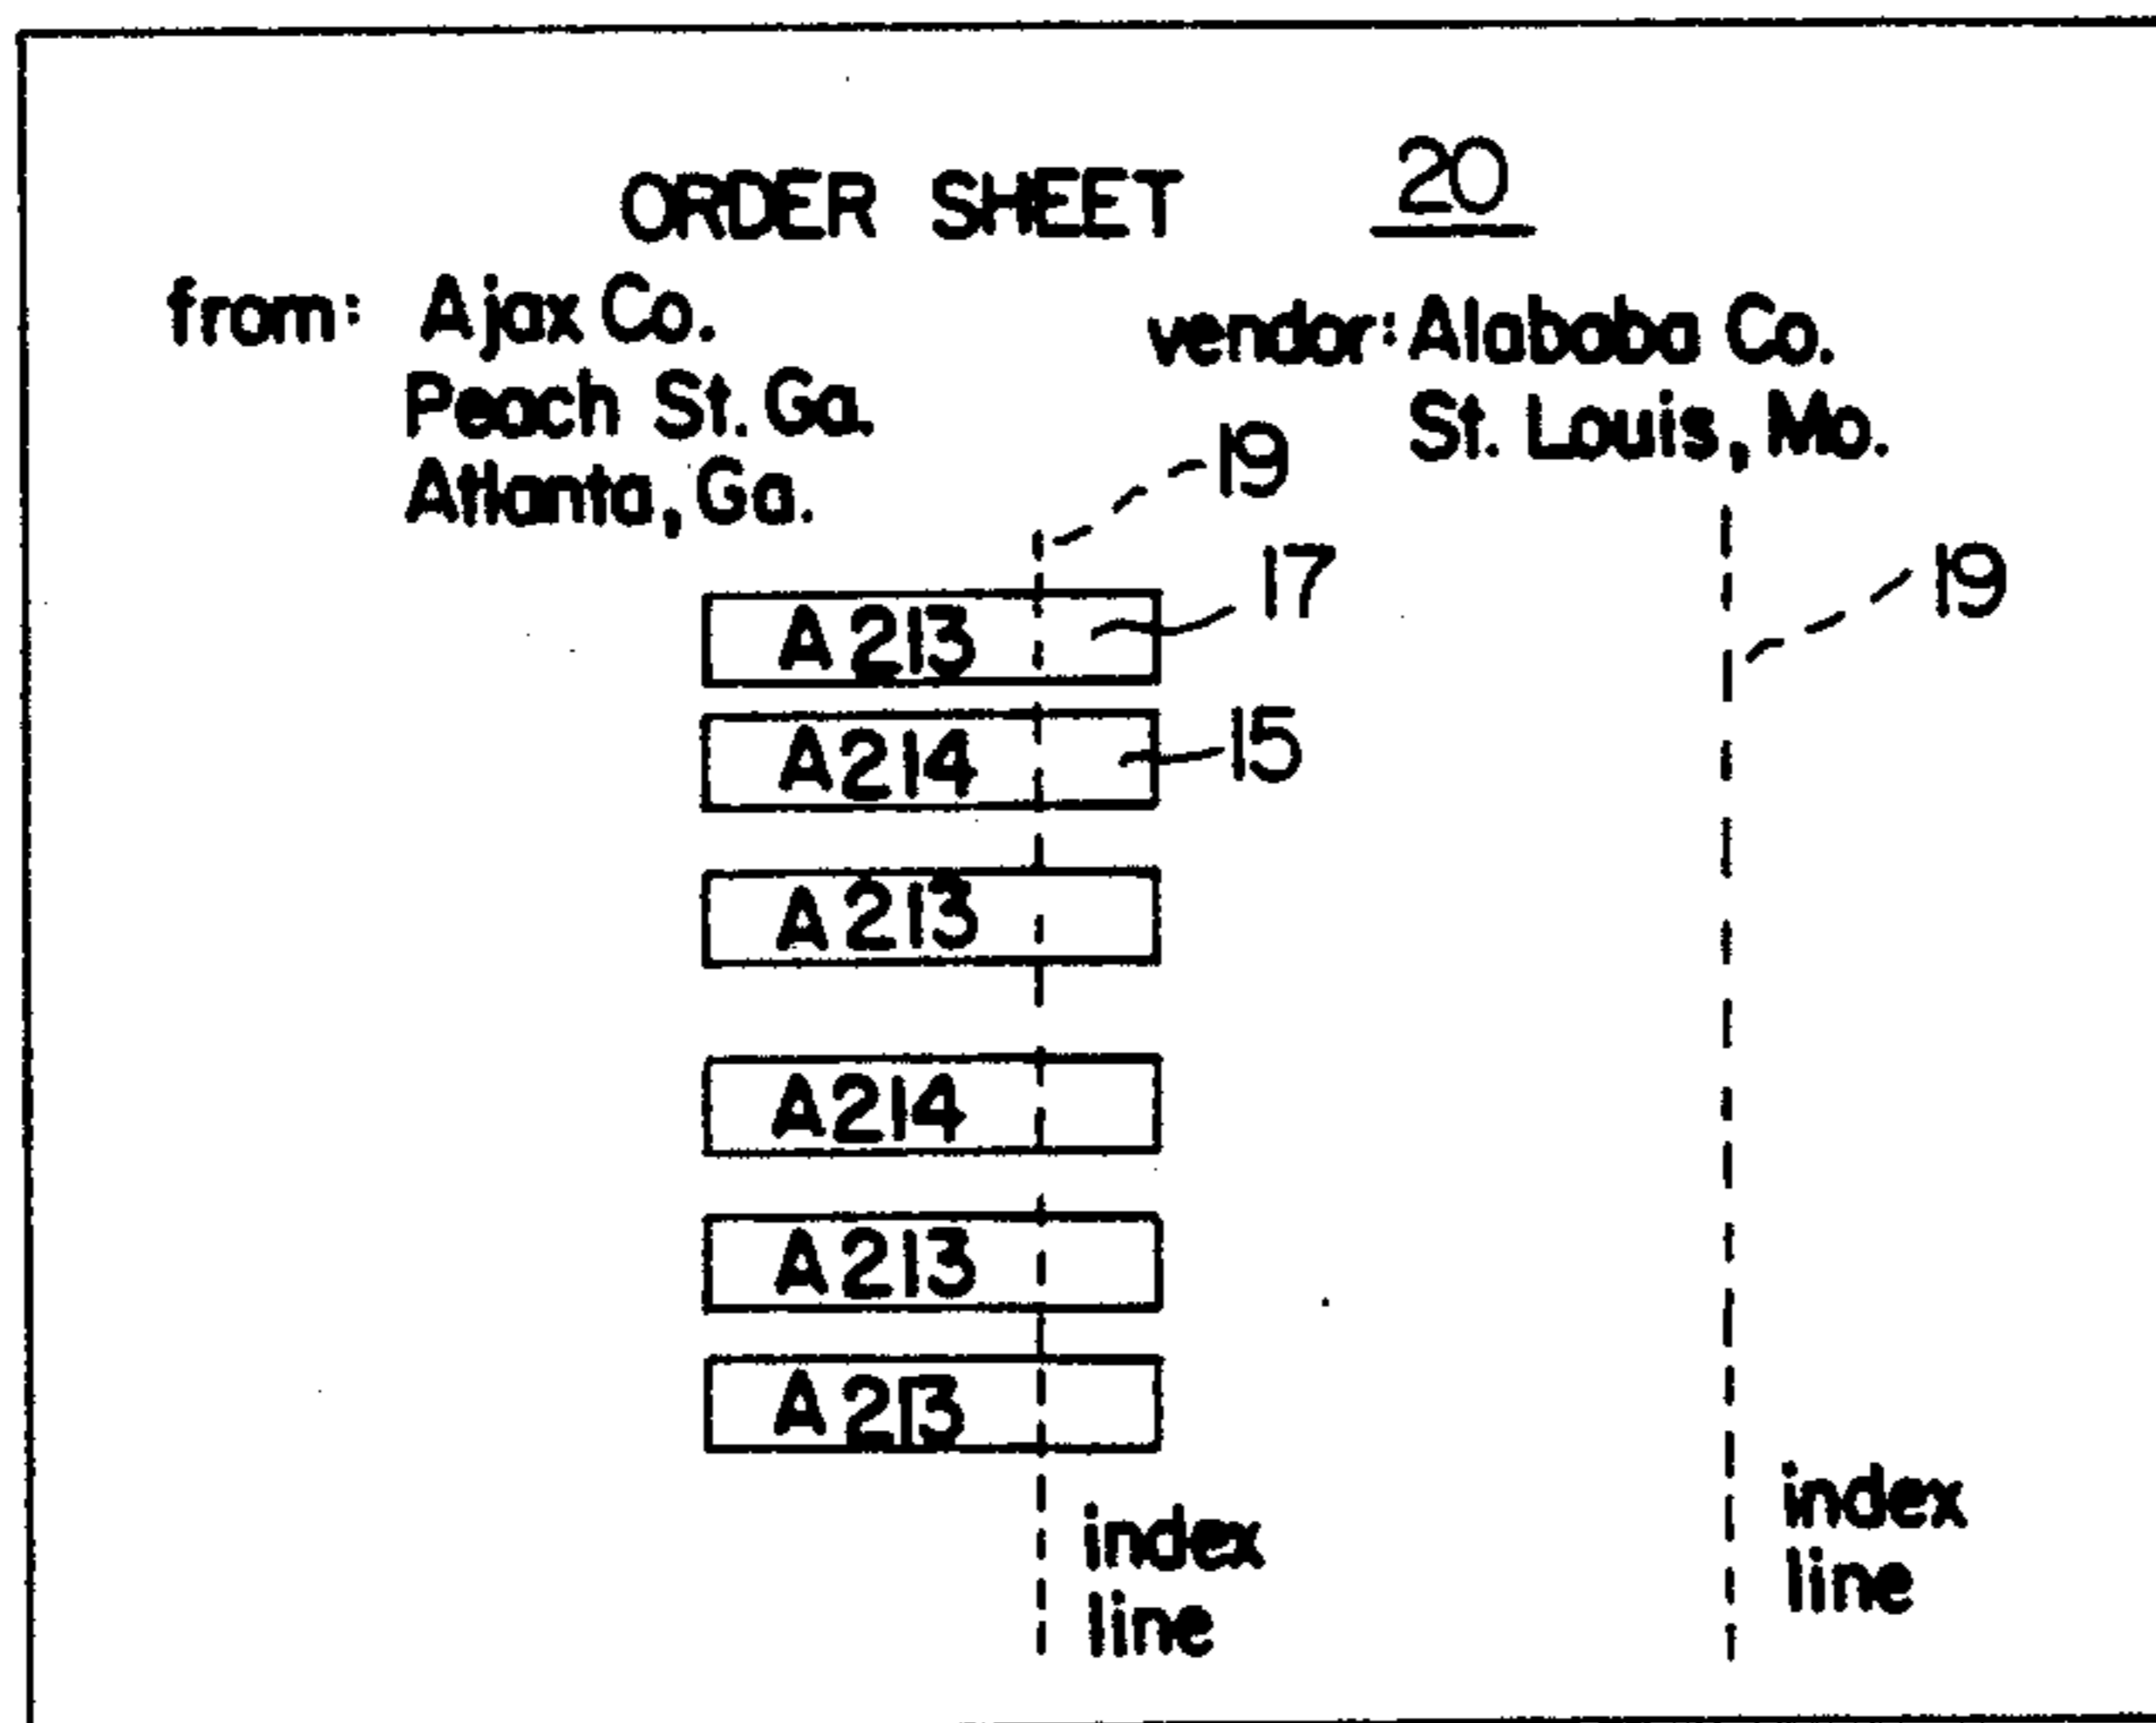 ORDER SHEET 20
from: Ajax Co.
Peach St. Ga.
Atlanta, Ga.
vendor: Alababa Co.
St. Louis, Mo.
19
19
A213 17
A214 15
A213
A214
A213
A213
index
line
index
line